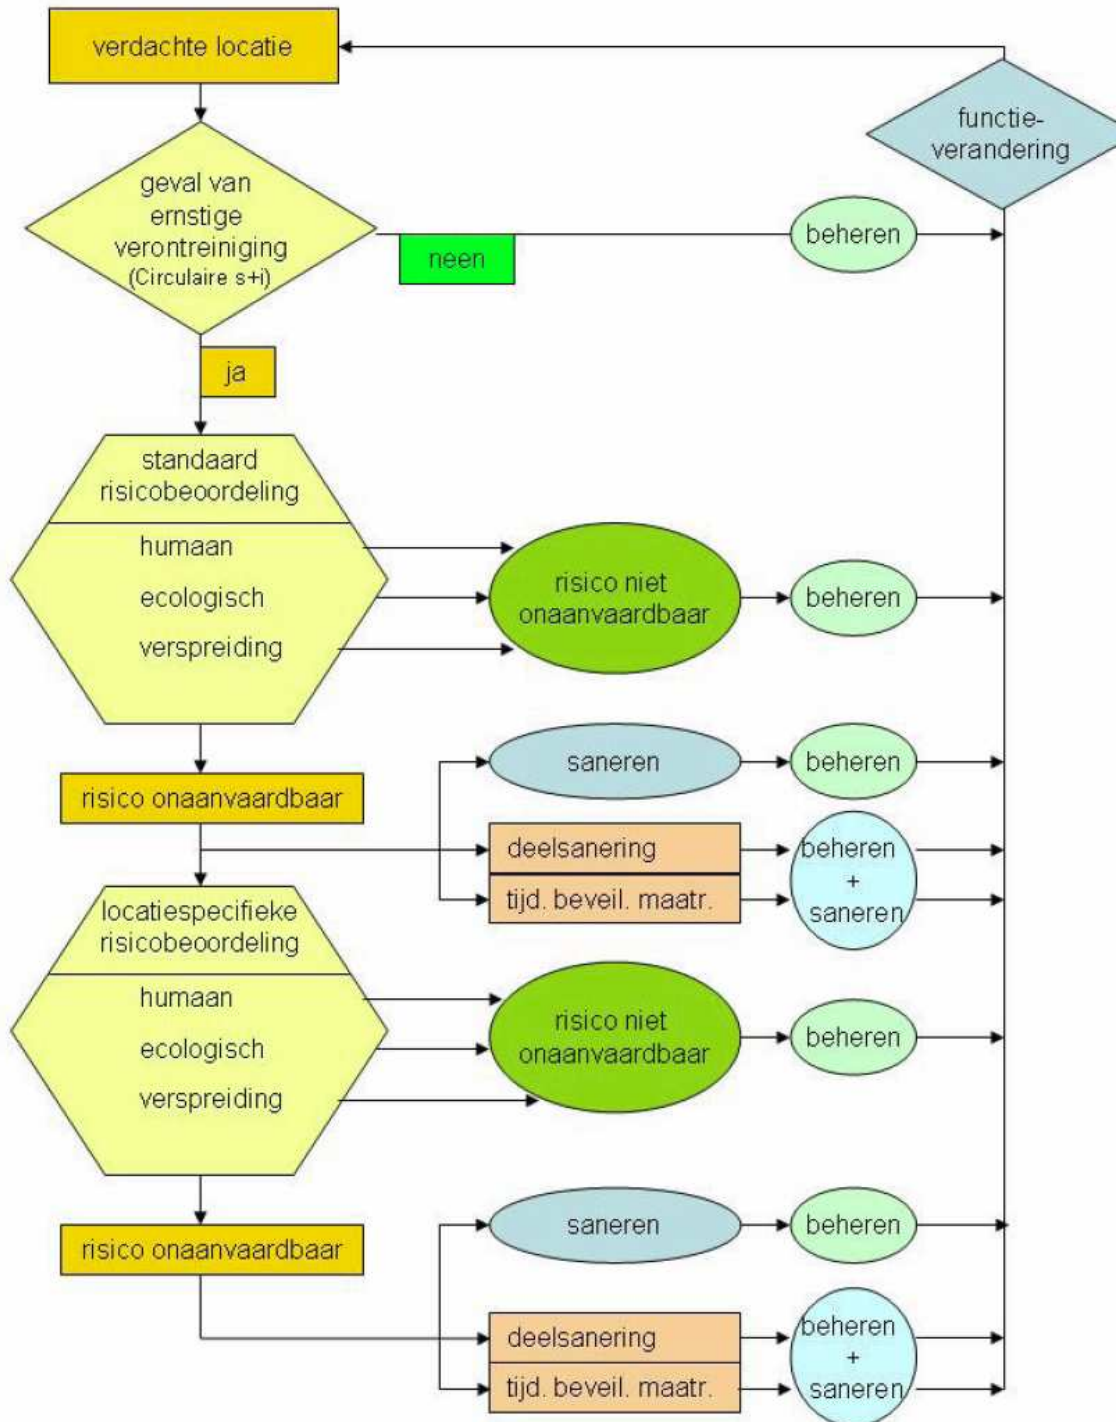 verdachte locatie
functie-
verandering
geval van
ernstige
verontreiniging
(Circulaire s+i)
neen
beheren
ja
standaard
risicobeoordeling
humaan
ecologisch
verspreiding
risico niet
onaanvaardbaar
beheren
risico onaanvaardbaar
saneren
beheren
deelsanering
tijd. beveil. maatr.
beheren
+
saneren
locatiespecifieke
risicobeoordeling
humaan
ecologisch
verspreiding
risico niet
onaanvaardbaar
beheren
risico onaanvaardbaar
saneren
beheren
deelsanering
tijd. beveil. maatr.
beheren
+
saneren